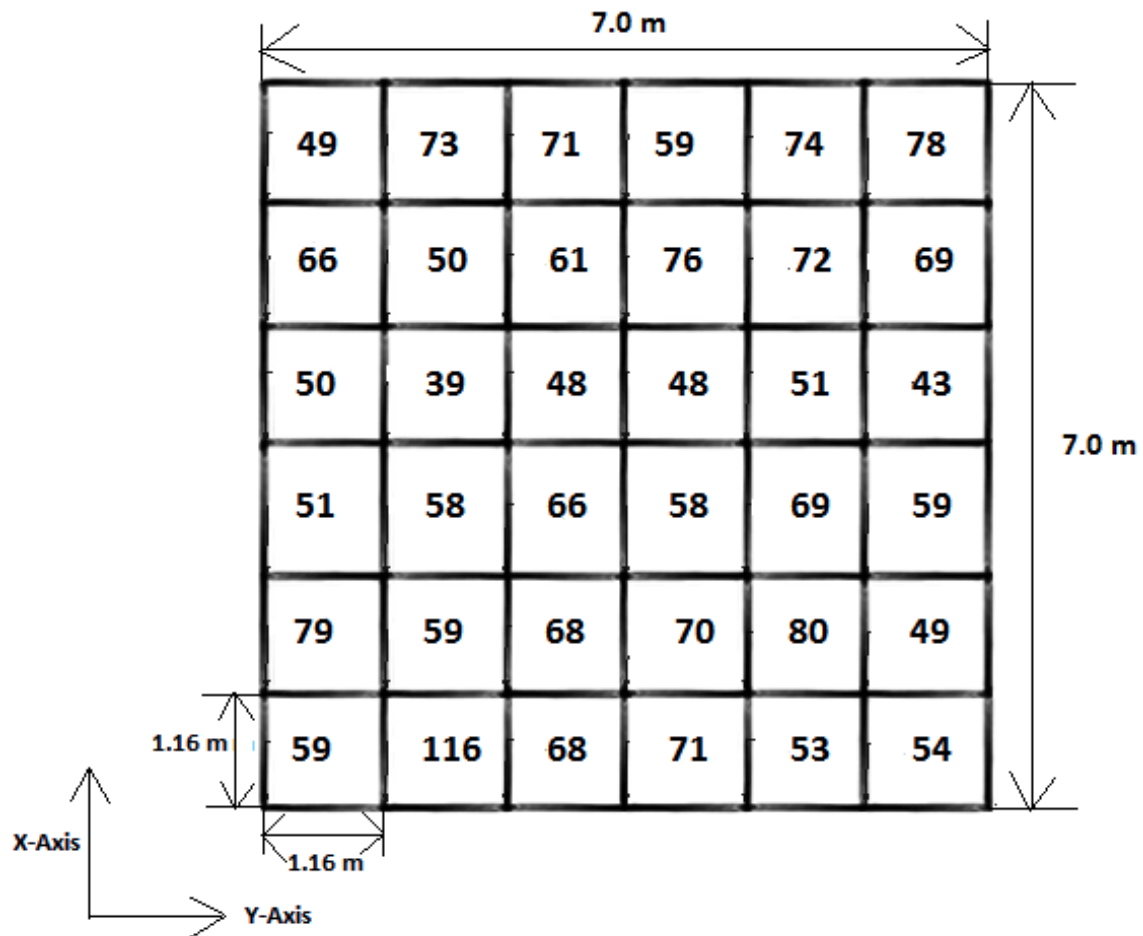 7.0 m
49 73 71 59 74 78
66 50 61 76 72 69
50 39 48 48 51 43
7.0 m
51 58 66 58 69 59
79 59 68 70 80 49
1.16 m
59 116 68 71 53 54
X-Axis
1.16 m
Y-Axis